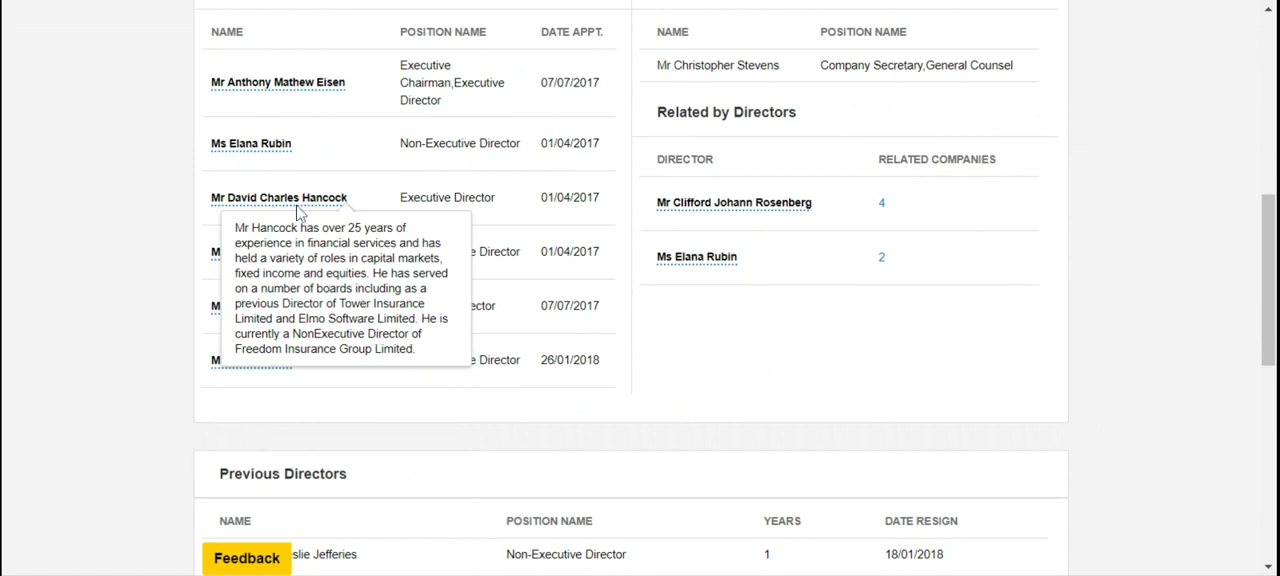 NAME POSITION NAME DATE APPT.
Mr Anthony Mathew Eisen Executive Chairman,Executive Director 07/07/2017
Ms Elana Rubin Non-Executive Director 01/04/2017
Mr David Charles Hancock Executive Director 01/04/2017
Mr Hancock has over 25 years of
experience in financial services and has
held a variety of roles in capital markets,
fixed income and equities. He has served
on a number of boards including as a
previous Director of Tower Insurance
Limited and Elmo Software Limited. He is
currently a NonExecutive Director of
Freedom Insurance Group Limited.
M e Director 01/04/2017
M ector 07/07/2017
M e Director 26/01/2018
NAME POSITION NAME
Mr Christopher Stevens Company Secretary,General Counsel
Related by Directors
DIRECTOR RELATED COMPANIES
Mr Clifford Johann Rosenberg 4
Ms Elana Rubin 2
Previous Directors
NAME POSITION NAME YEARS DATE RESIGN
slie Jefferies Non-Executive Director 1 18/01/2018
Feedback